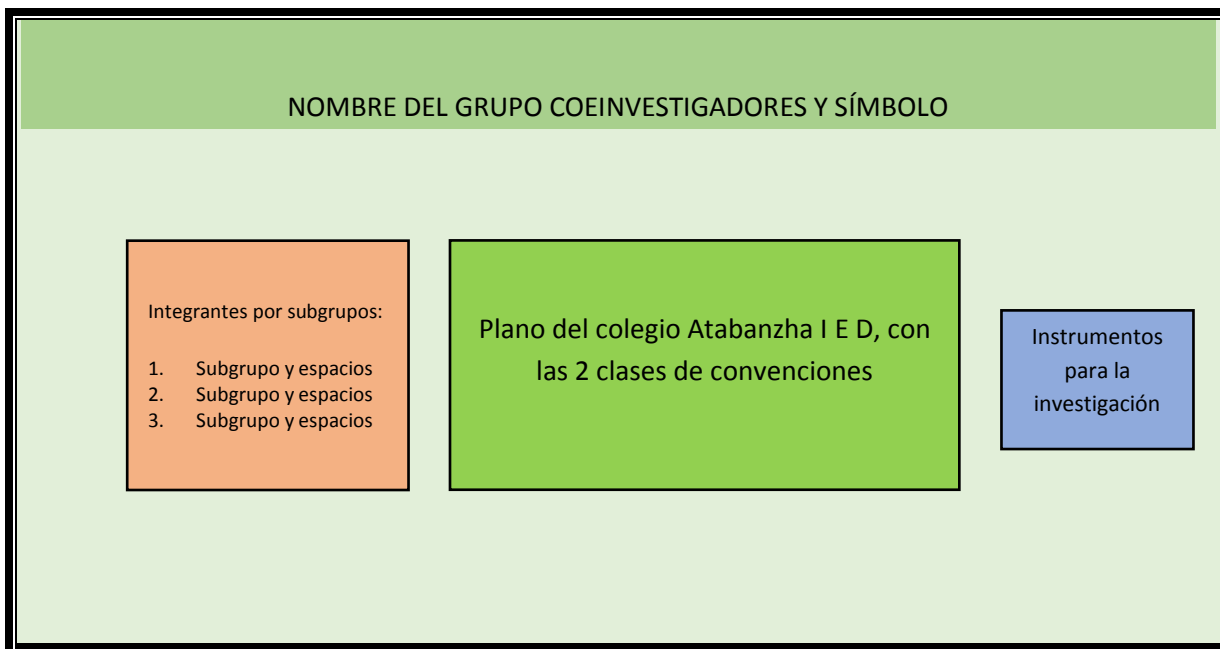 NOMBRE DEL GRUPO COEINVESTIGADORES Y SÍMBOLO
Integrantes por subgrupos:
1. Subgrupo y espacios
2. Subgrupo y espacios
3. Subgrupo y espacios
Plano del colegio Atabanzha I E D, con
las 2 clases de convenciones
Instrumentos
para la
investigación